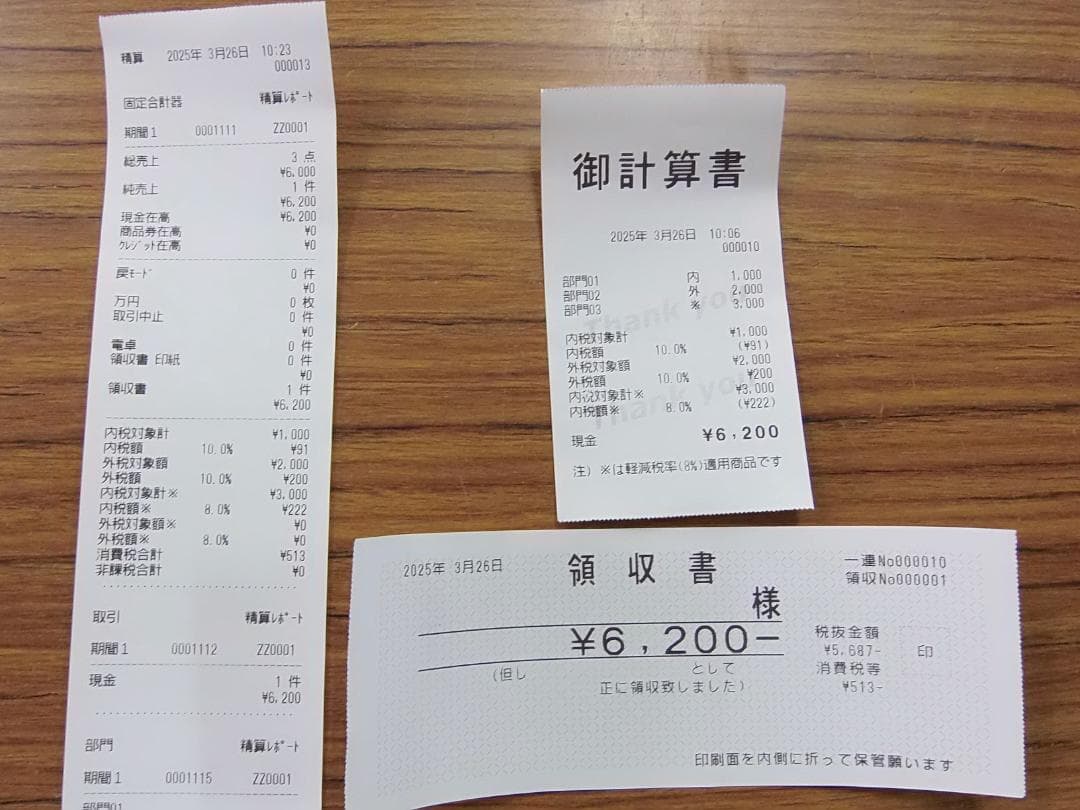 精算 2025年 3月26日 10:23
000013
固定合計器 精算ﾚﾎﾟｰﾄ
期間1 0001111 ZZ0001
総売上 3 点
¥6,000
純売上 1 件
¥6,200
現金在高 ¥6,200
商品券在高 ¥0
ｸﾚｼﾞｯﾄ在高 ¥0
戻ﾓｰﾄﾞ 0 件
¥0
万円 0 枚
取引中止 0 件
¥0
電卓 0 件
領収書 印紙 0 件
¥0
領収書 1 件
¥6,200
内税対象計 ¥1,000
内税額 10.0% ¥91
外税対象額 ¥2,000
外税額 10.0% ¥200
内税対象計※ ¥3,000
内税額※ 8.0% ¥222
外税対象額※ ¥0
外税額※ 8.0% ¥0
消費税合計 ¥513
非課税合計 ¥0
取引 精算ﾚﾎﾟｰﾄ
期間1 0001112 ZZ0001
現金 1 件
¥6,200
部門 精算ﾚﾎﾟｰﾄ
期間1 0001115 ZZ0001
部門01
御計算書
2025年 3月26日 10:06
000010
部門01 内 1,000
部門02 外 2,000
部門03 ※ 3,000
Thank you
内税対象計 ¥1,000
内税額 10.0% (¥91)
外税対象額 ¥2,000
外税額 10.0% ¥200
内税対象計※ ¥3,000
内税額※ 8.0% (¥222)
Thank you
現金 ¥6,200
注) ※は軽減税率(8%)適用商品です
2025年 3月26日 領収書 一連No000010
領収No000001
様
¥6,200-
税抜金額
¥5,687-
消費税等
¥513-
印
(但し として
正に領収致しました)
印刷面を内側に折って保管願います